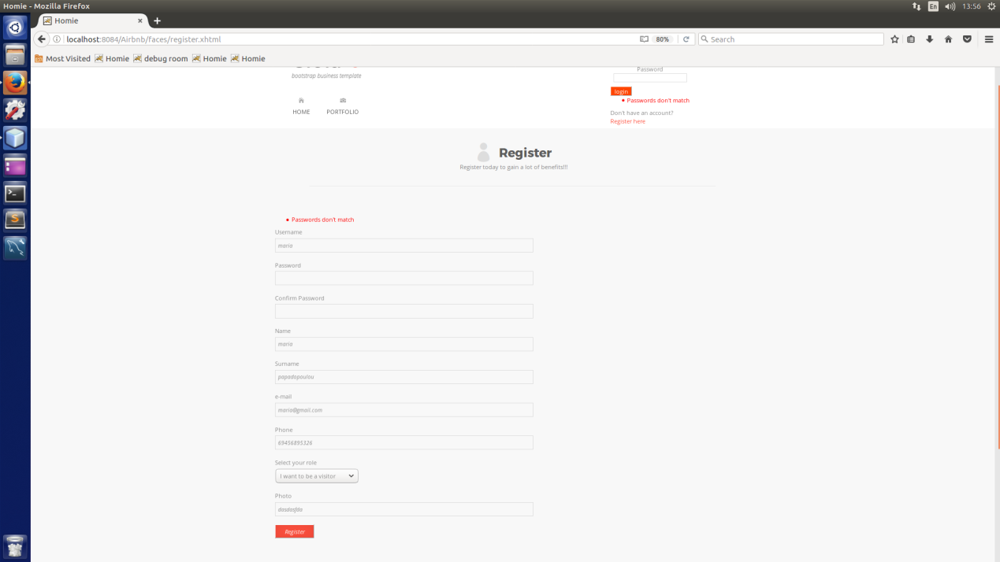 Homie - Mozilla Firefox
En
13:56
Homie
localhost:8084/Airbnb/faces/register.xhtml
80%
Search
Most Visited
Homie
debug room
Homie
Homie
bootstrap business template
HOME
PORTFOLIO
Password
login
Passwords don't match
Don't have an account?
Register here
Register
Register today to gain a lot of benefits!!!
Passwords don't match
Username
maria
Password
Confirm Password
Name
maria
Surname
papadopoulou
e-mail
maria@gmail.com
Phone
69456895326
Select your role
I want to be a visitor
Photo
dasdasfda
Register